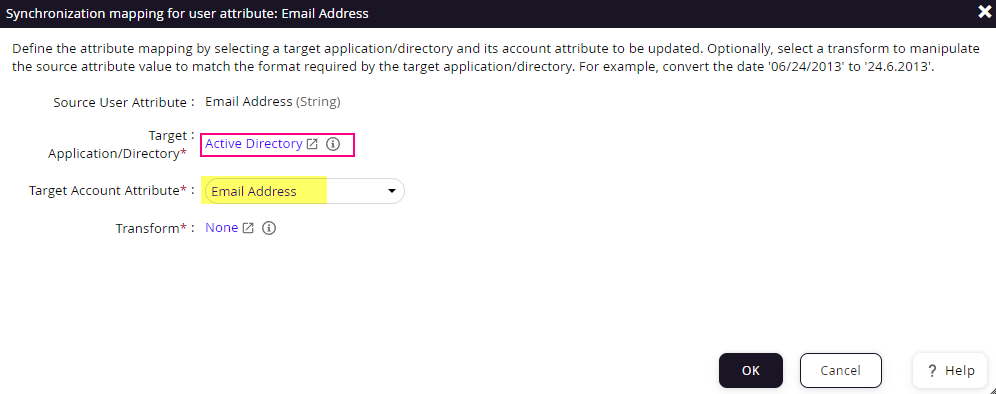 Synchronization mapping for user attribute: Email Address
Define the attribute mapping by selecting a target application/directory and its account attribute to be updated. Optionally, select a transform to manipulate
the source attribute value to match the format required by the target application/directory. For example, convert the date '06/24/2013' to '24.6.2013'.
Source User Attribute : Email Address (String)
Target :
Application/Directory*
Active Directory
Target Account Attribute* : Email Address
Transform* : None
OK Cancel ? Help